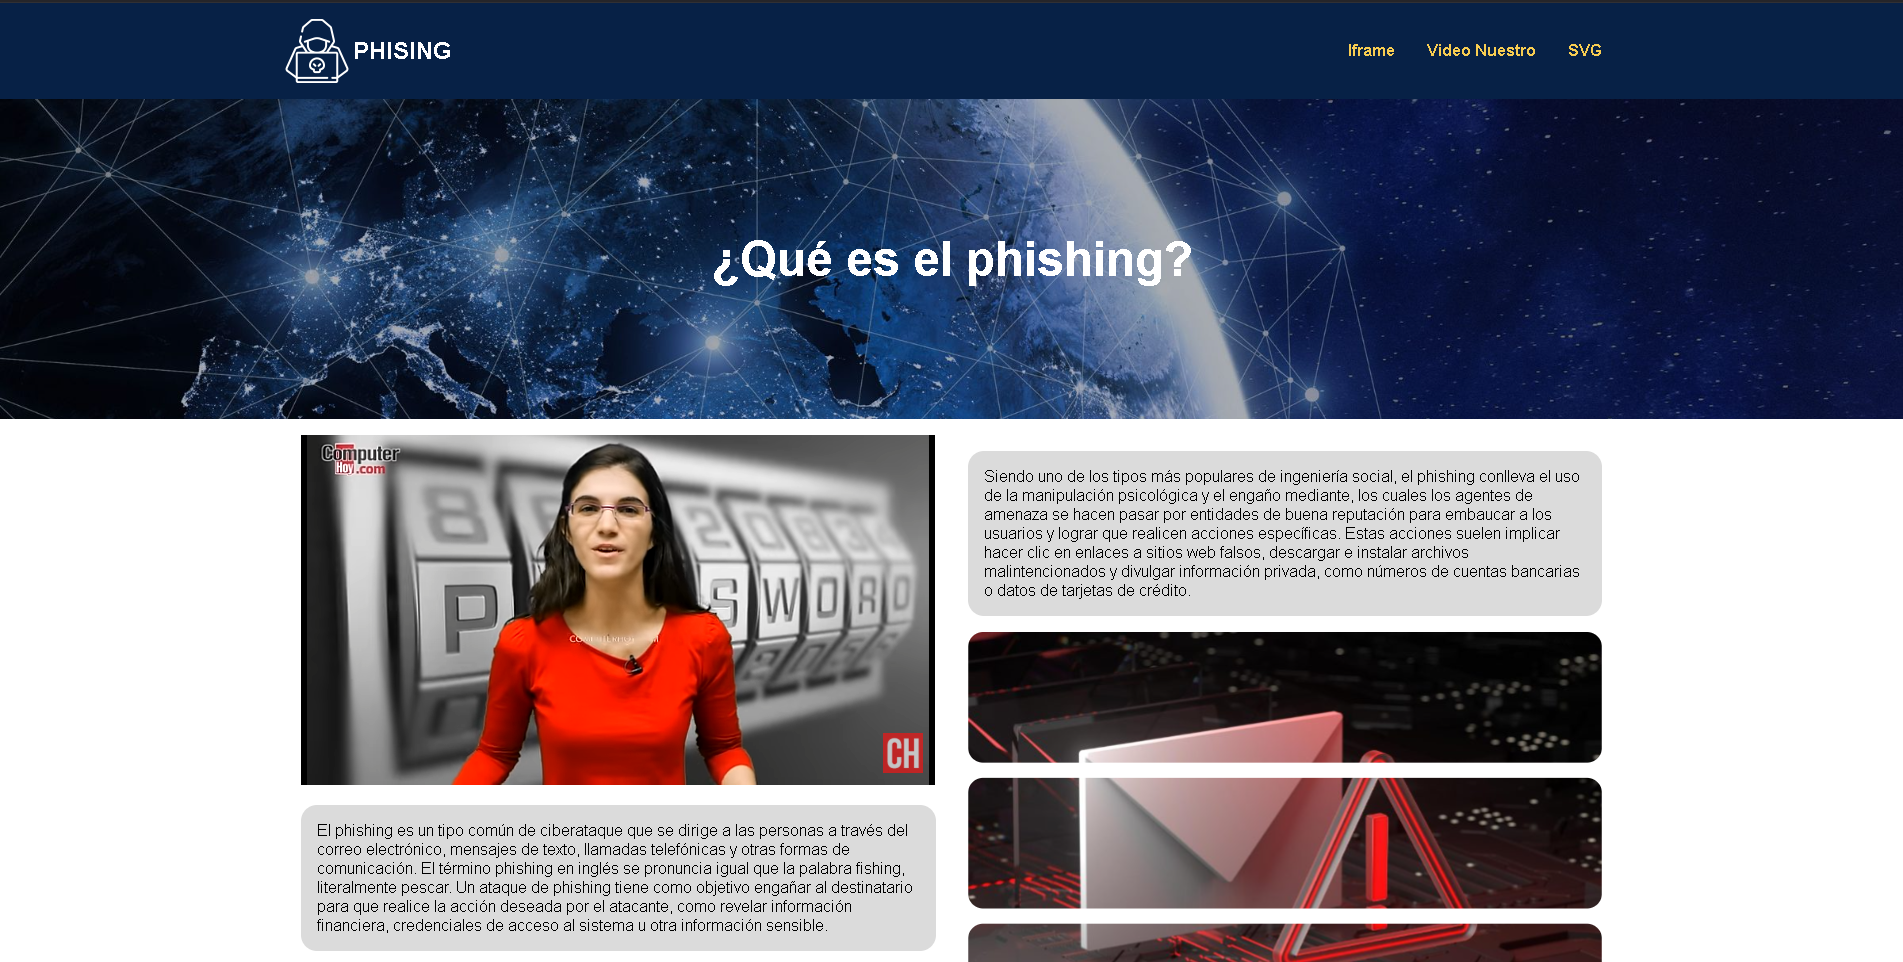 PHISING
Iframe
Video Nuestro
SVG
¿Qué es el phishing?
Computer
Hoy.com
PASSWORD
CH
El phishing es un tipo común de ciberataque que se dirige a las personas a través del
correo electrónico, mensajes de texto, llamadas telefónicas y otras formas de
comunicación. El término phishing en inglés se pronuncia igual que la palabra fishing,
literalmente pescar. Un ataque de phishing tiene como objetivo engañar al destinatario
para que realice la acción deseada por el atacante, como revelar información
financiera, credenciales de acceso al sistema u otra información sensible.
Siendo uno de los tipos más populares de ingeniería social, el phishing conlleva el uso
de la manipulación psicológica y el engaño mediante, los cuales los agentes de
amenaza se hacen pasar por entidades de buena reputación para embaucar a los
usuarios y lograr que realicen acciones específicas. Estas acciones suelen implicar
hacer clic en enlaces a sitios web falsos, descargar e instalar archivos
malintencionados y divulgar información privada, como números de cuentas bancarias
o datos de tarjetas de crédito.